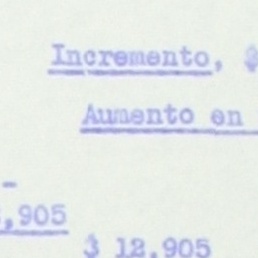 Incremento, $
Aumento en
-
,905
$ 12,905